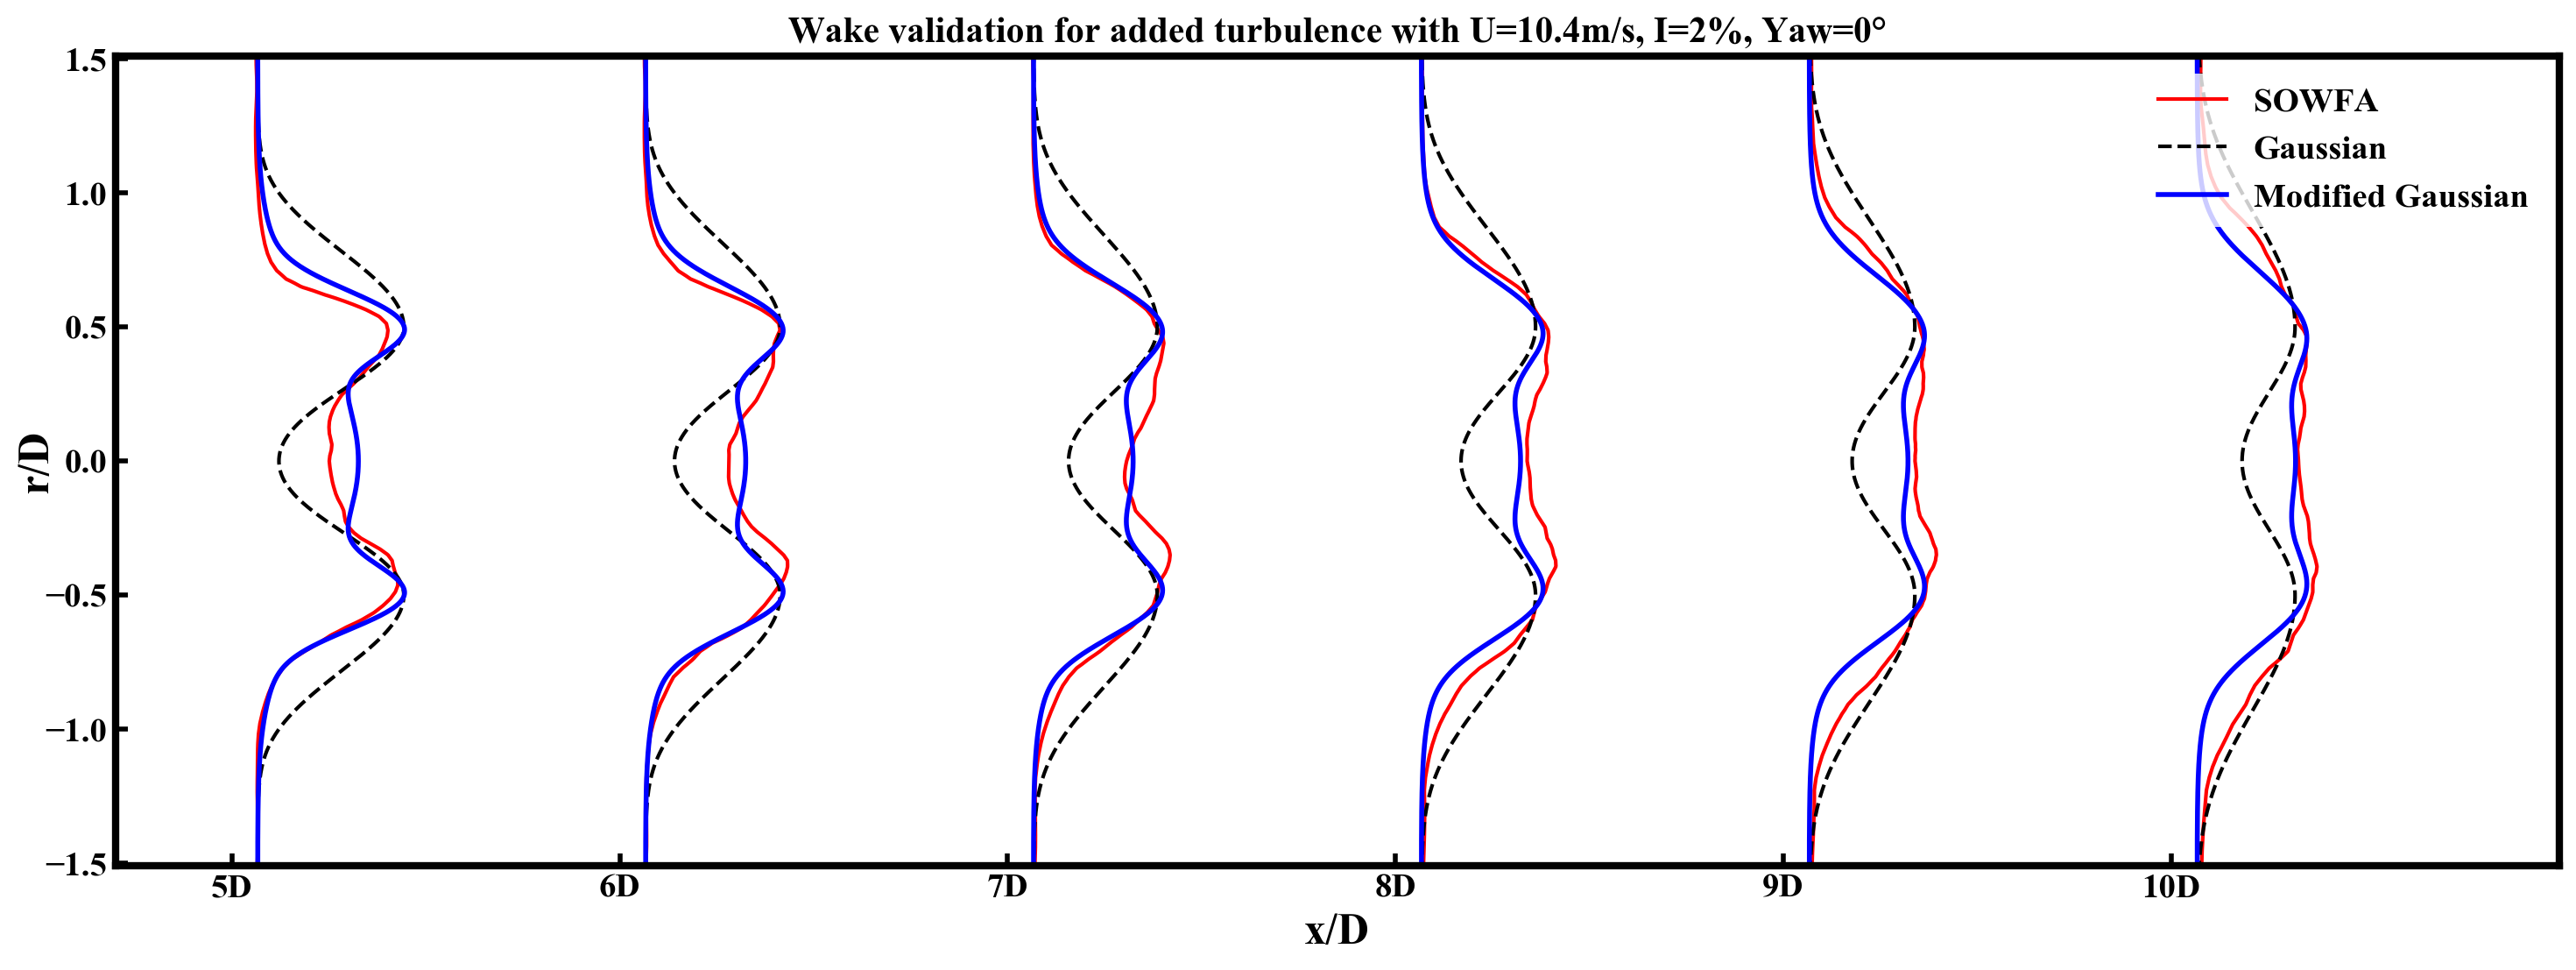 Wake validation for added turbulence with U=10.4m/s, I=2%, Yaw=0°
1.5
1.0
0.5
0.0
−0.5
−1.0
−1.5
r/D
SOWFA
Gaussian
Modified Gaussian
5D 6D 7D 8D 9D 10D
x/D